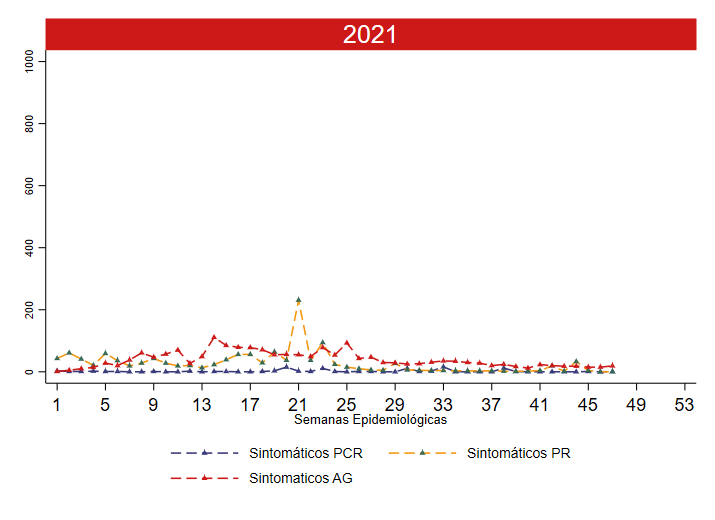 2021
1000
800
600
400
200
0
1 5 9 13 17 21 25 29 33 37 41 45 49 53
Semanas Epidemiológicas
Sintomáticos PCR Sintomáticos PR
Sintomaticos AG